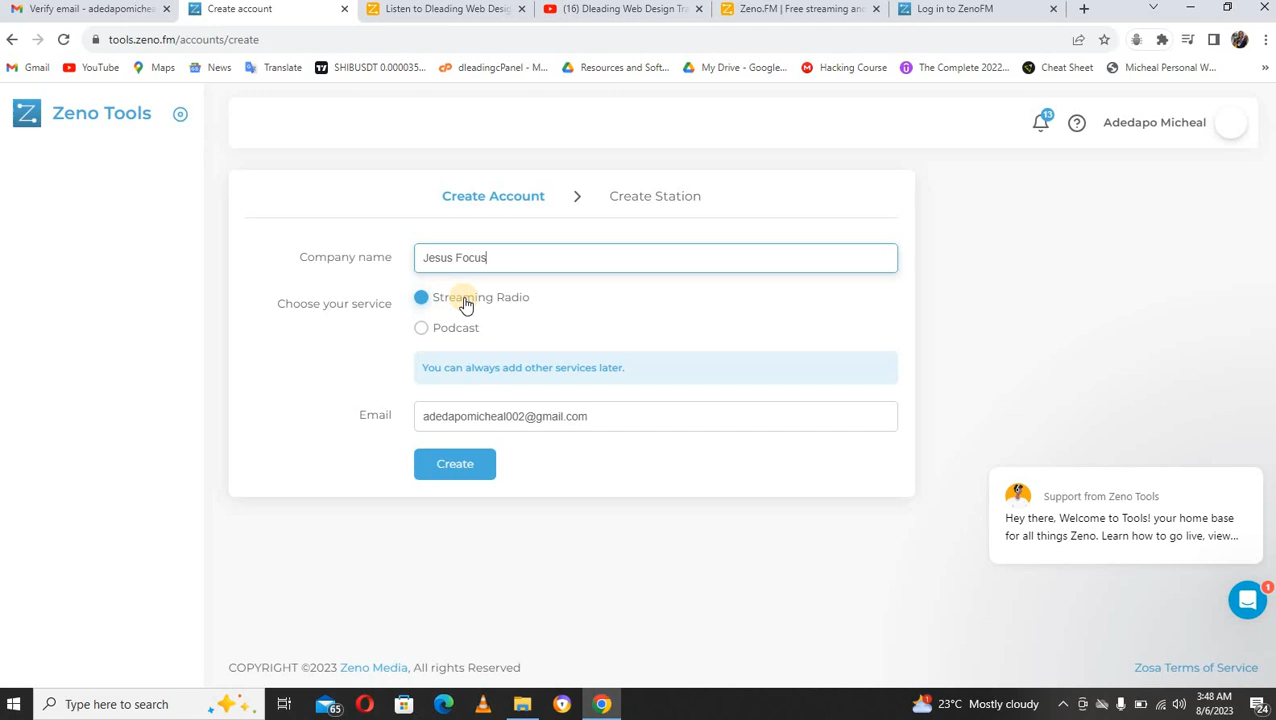 Verify email - adedapomicheal
Create account
Listen to Dleading Web Desig
(16) Dleading Web Design Tra
Zeno.FM | Free streaming and
Log in to ZenoFM
tools.zeno.fm/accounts/create
Gmail
YouTube
Maps
News
Translate
SHIBUSDT 0.000035...
dleadingcPanel - M...
Resources and Soft...
My Drive - Google...
Hacking Course
The Complete 2022...
Cheat Sheet
Micheal Personal W...
Zeno Tools
13
Adedapo Micheal
Create Account
Create Station
Company name
Jesus Focus
Choose your service
Streaming Radio
Podcast
You can always add other services later.
Email
adedapomicheal002@gmail.com
Create
Support from Zeno Tools
Hey there, Welcome to Tools! your home base
for all things Zeno. Learn how to go live, view...
1
COPYRIGHT ©2023 Zeno Media, All rights Reserved
Zosa Terms of Service
Type here to search
65
23°C Mostly cloudy
3:48 AM
8/6/2023
24